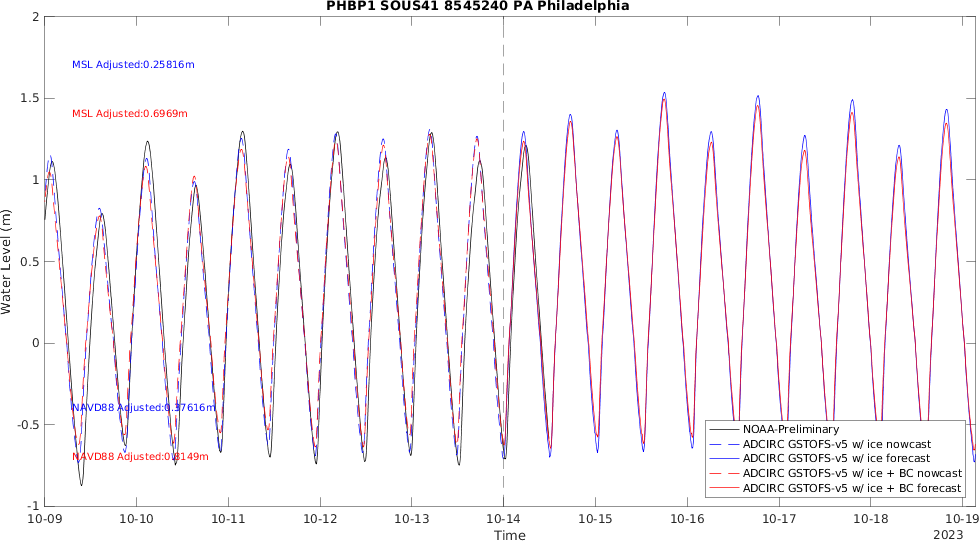 PHBP1 SOUS41 8545240 PA Philadelphia
2
1.5
1
0.5
0
-0.5
-1
Water Level (m)
MSL Adjusted:0.25816m
MSL Adjusted:0.6969m
NAVD88 Adjusted:0.37616m
NAVD88 Adjusted:0.8149m
NOAA-Preliminary
ADCIRC GSTOFS-v5 w/ ice nowcast
ADCIRC GSTOFS-v5 w/ ice forecast
ADCIRC GSTOFS-v5 w/ ice + BC nowcast
ADCIRC GSTOFS-v5 w/ ice + BC forecast
10-09 10-10 10-11 10-12 10-13 10-14 10-15 10-16 10-17 10-18 10-19
Time
2023